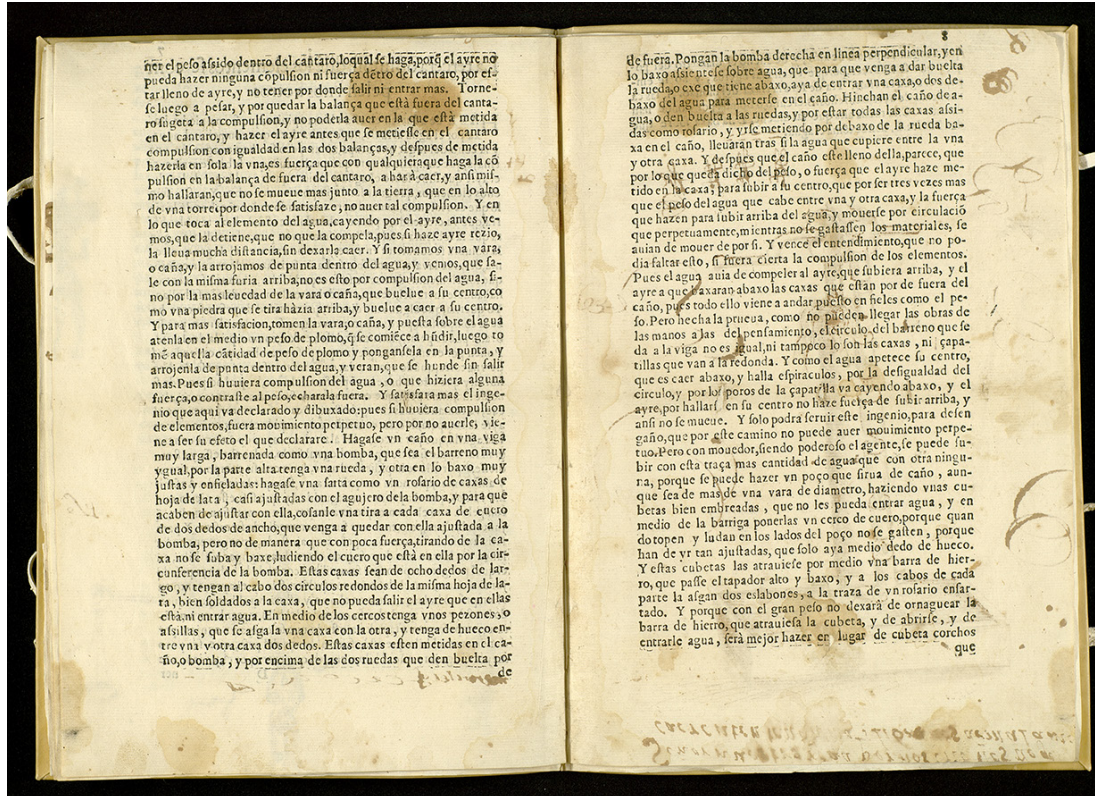 ner el peso assido dentro del cantaro, lo qual se haga, porq̃ el ayre no
pueda hazer ninguna cõpulsion ni fuerça dẽtro del cantaro, por es-
tar lleno de ayre, y no tener por donde salir ni entrar mas. Torne-
se luego a pesar, y por quedar la balança que està fuera del canta-
ro sugeta a la compulsion, y no poderla auer en la que està metida
en el cantaro, y hazer el ayre antes que se metiesse en el cantaro
compulsion con igualdad en las dos balanças, y despues de metida
hazerla en sola la vna, es fuerça que con qualquiera que haga la cõ
pulsion en la balança de fuera del cantaro, a harà caer, y ansi mis-
mo hallaran, que no se mueue mas junto a la tierra, que en lo alto
de vna torre: por donde se satisfaze, no auer tal compulsion. Y en
lo que toca al elemento del agua, cayendo por el ayre, antes ve-
mos, que la detiene, que no que la compela, pues si haze ayre rezio,
la lleua mucha distancia, sin dexarla caer. Y si tomamos vna vara,
o caña, y la arrojamos de punta dentro del agua, y vemos, que sa-
le con la misma furia arriba, no es esto por compulsion del agua, si-
no por la mas leuedad de la vara o caña, que buelue a su centro, co
mo vna piedra que se tira hàzia arriba, y buelue a caer a su centro.
Y para mas satisfacion, tomen la vara, o caña, y puesta sobre el agua
atenla en el medio vn peso de plomo, q̃ se comiẽce a hũdir, luego to
mẽ aquella cãtidad de peso de plomo y pongansela en la punta, y
arrojenla de punta dentro del agua, y veran, que se hunde sin salir
mas. Pues si huuiera compulsion del agua, o que hiziera alguna
fuerça, o contraste al peso, echarala fuera. Y satisfara mas el inge-
nio que aqui va declarado y dibuxado: pues si huuiera compulsion
de elementos, fuera mouimiento perpetuo, pero por no auerle, vie-
ne a ser su efeto el que declarare. Hagase vn caño en vna viga
muy larga, barrenada como vna bomba, que sea el barreno muy
ygual, por la parte alta tenga vna rueda, y otra en lo baxo muy
justas y enfieladas: hagase vna sarta como vn rosario de caxas de
hoja de lata, casi ajustadas con el agujero de la bomba, y para que
acaben de ajustar con ella, cosanle vna tira a cada caxa de cuero
de dos dedos de ancho, que venga a quedar con ella ajustada a la
bomba, pero no de manera que con poca fuerça, tirando de la ca-
xa no se suba y baxe, ludiendo el cuero que està en ella por la cir-
cunferencia de la bomba. Estas caxas sean de ocho dedos de lar-
go, y tengan al cabo dos circulos redondos de la misma hoja de la-
ta, bien soldados a la caxa, que no pueda salir el ayre que en ellas
està, ni entrar agua. En medio de los cercos tenga vnos pezones, o
assillas, que se asga la vna caxa con la otra, y tenga de hueco en-
tre vna y otra caxa dos dedos. Estas caxas esten metidas en el ca-
ño, o bomba, y por encima de las dos ruedas que den buelta por
de
8
de fuera. Pongan la bomba derecha en linea perpendicular, y en
lo baxo assientese sobre agua, que para que venga a dar buelta
la rueda, o exe que tiene abaxo, aya de entrar vna caxa, o dos de-
baxo del agua para meterse en el caño. Hinchan el caño de a-
gua, o den buelta a las ruedas, y por estar todas las caxas assi-
das como rosario, y yrse metiendo por debaxo de la rueda ba-
xa en el caño, lleuaràn tras si la agua que cupiere entre la vna
y otra caxa. Y despues que el caño este lleno della, parece, que
por lo que queda dicho del peso, o fuerça que el ayre haze me-
tido en la caxa, para subir a su centro, que por ser tres vezes mas
que el peso del agua que cabe entre vna y otra caxa, y la fuerça
que hazen para subir arriba del agua, y mouerse por circulaciõ
que perpetuamente, mientras no se gastassen los materiales, se
auian de mouer de por si. Y vence el entendimiento, que no po-
dia faltar esto, si fuera cierta la compulsion de los elementos.
Pues el agua auia de compeler al ayre, que subiera arriba, y el
ayre a que baxaran abaxo las caxas que estàn por de fuera del
caño, pues todo ello viene a andar puesto en fieles como el pe-
so. Pero hecha la prueua, como no pueden llegar las obras de
las manos a las del pensamiento, el circulo del barreno que se
da a la viga no es igual, ni tampoco lo son las caxas, ni çapa-
tillas que van a la redonda. Y como el agua apetece su centro,
que es caer abaxo, y halla espiraculos, por la desigualdad del
circulo, y por los poros de la çapatilla va cayendo abaxo, y el
ayre, por hallarse en su centro no haze fuerça de subir arriba, y
ansi no se mueue. Y solo podra seruir este ingenio, para desen
gaño, que por este camino no puede auer mouimiento perpe-
tuo. Pero con mouedor, siendo poderoso el agente, se puede su-
bir con esta traça mas cantidad de agua que con otra ningu-
na, porque se puede hazer vn poço que sirua de caño, aun-
que sea de mas de vna vara de diametro, haziendo vnas cu-
betas bien embreadas, que no les pueda entrar agua, y en
medio de la barriga ponerlas vn cerco de cuero, porque quan
do topen y ludan en los lados del poço no se gasten, porque
han de yr tan ajustadas, que solo aya medio dedo de hueco.
Y estas cubetas las atrauiese por medio vna barra de hier-
ro, que passe el tapador alto y baxo, y a los cabos de cada
parte la asgan dos eslabones, a la traza de vn rosario ensar-
tado. Y porque con el gran peso no dexarà de ornaguear la
barra de hierro, que atrauiesa la cubeta, y de abrirse, y de
entrarle agua, serà mejor hazer en lugar de cubeta corchos
que